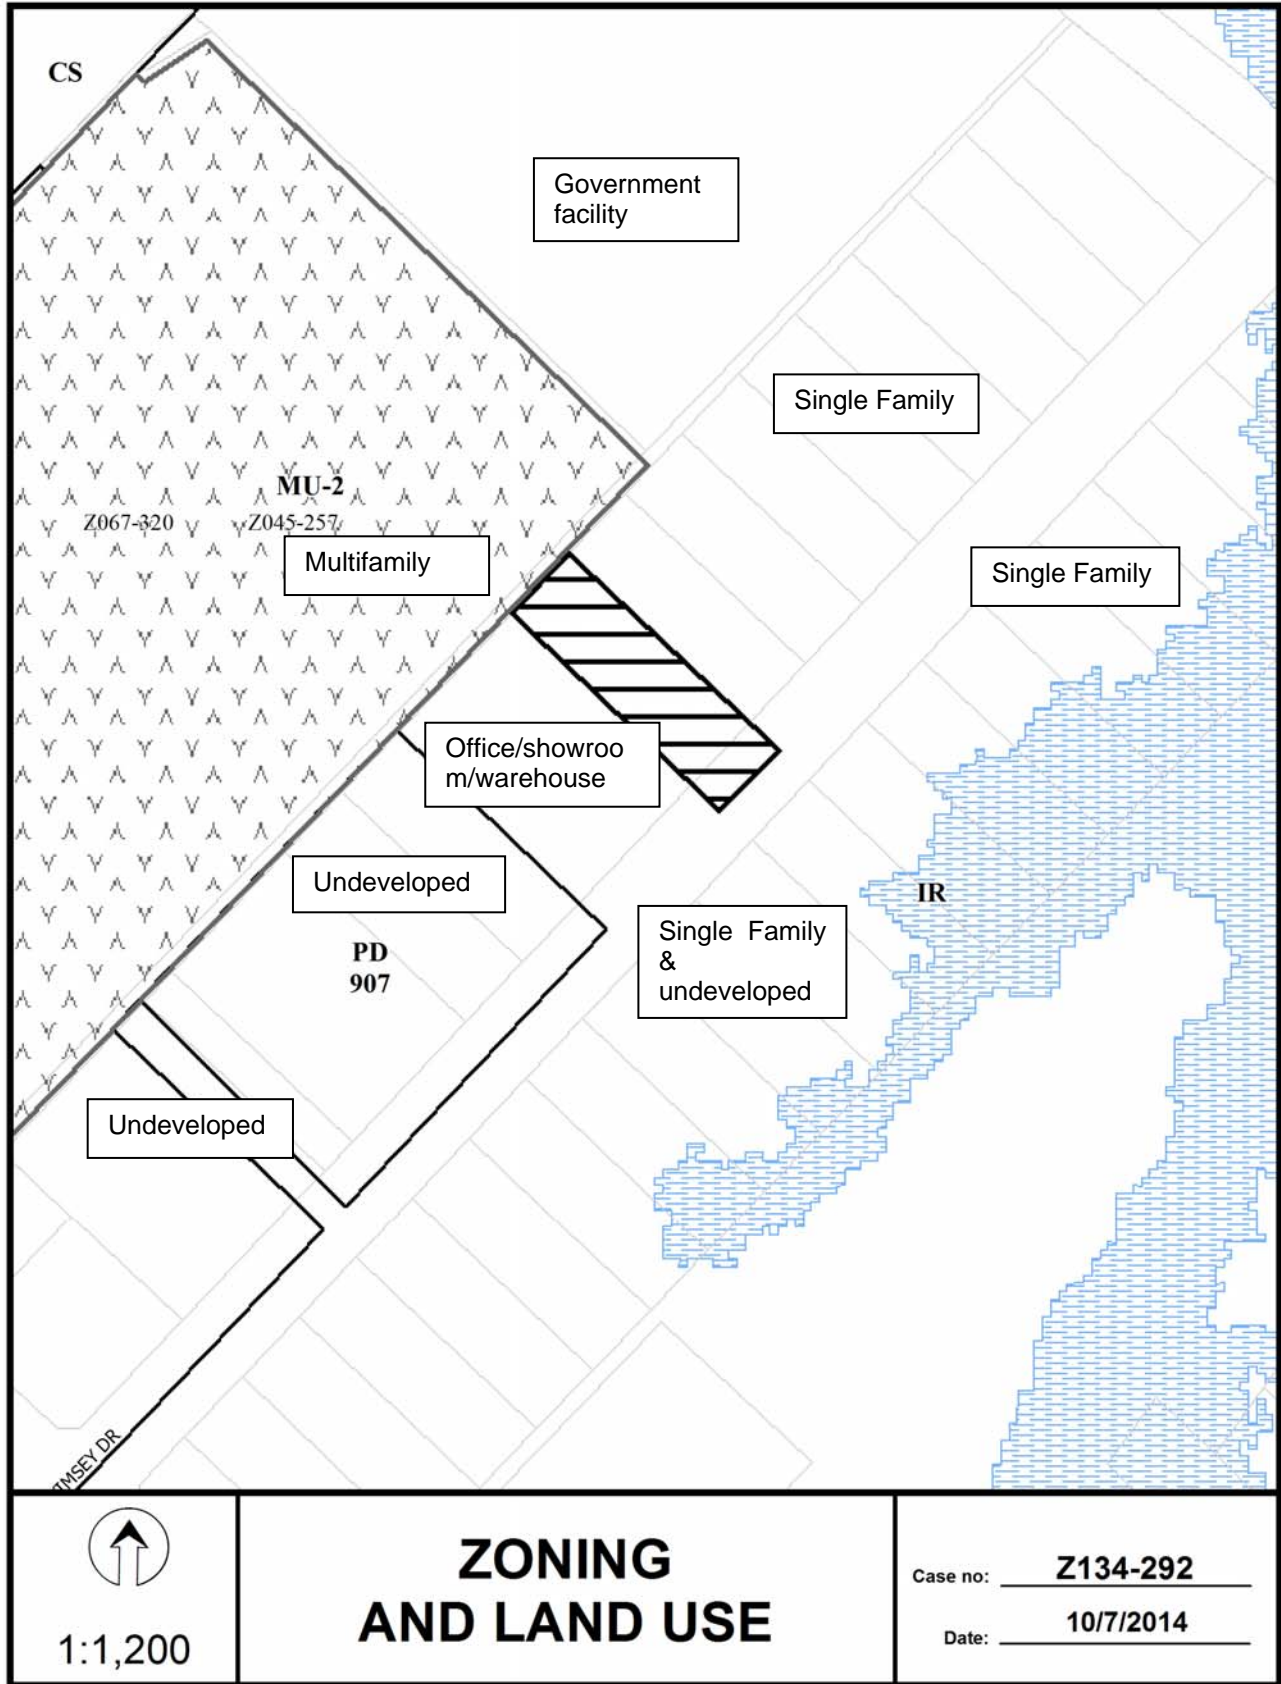 CS
Government
facility
Single Family
MU-2
Z067-320
Z045-257
Multifamily
Single Family
Office/showroo
m/warehouse
Undeveloped
IR
Single Family
&
undeveloped
PD
907
Undeveloped
IMSEY DR
1:1,200
ZONING
AND LAND USE
Case no: Z134-292
Date: 10/7/2014